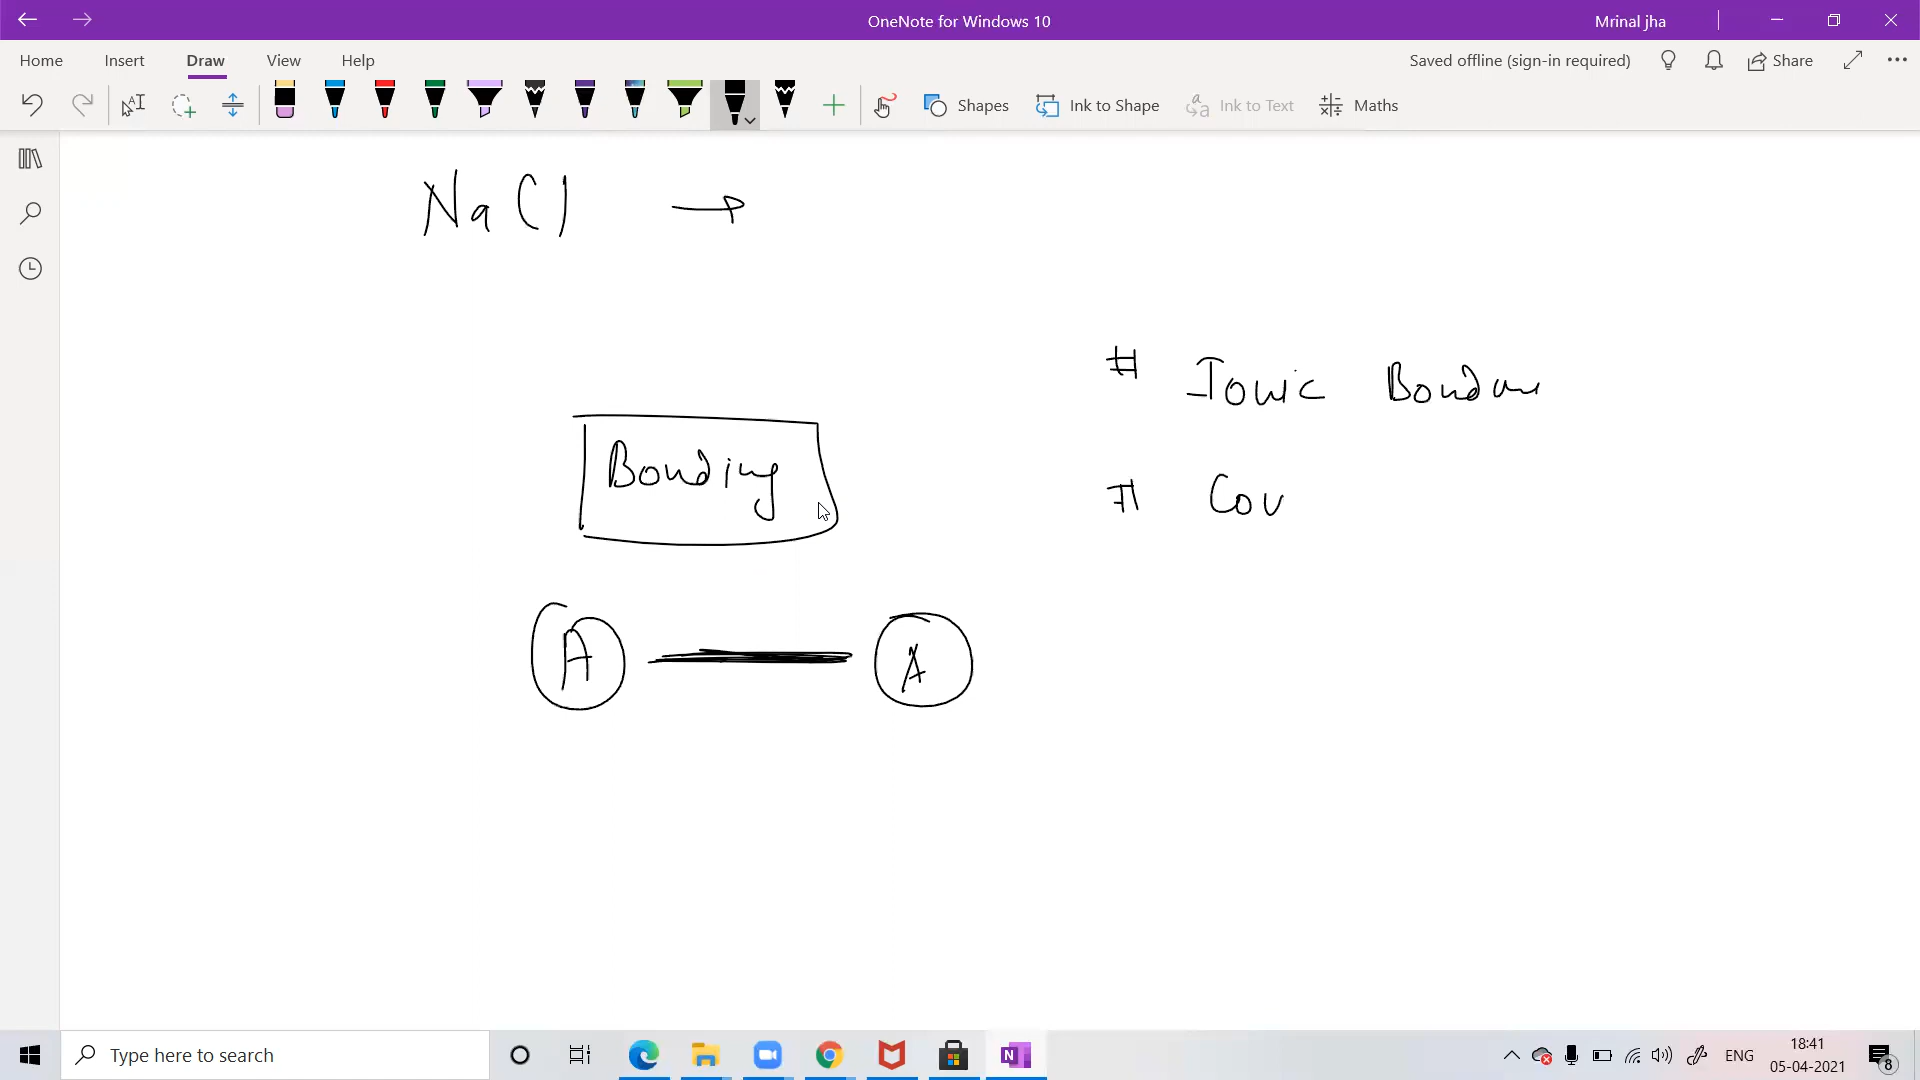 OneNote for Windows 10
Mrinal jha
Home Insert Draw View Help
Saved offline (sign-in required) Share
Shapes Ink to Shape Ink to Text Maths
NaCl →
# Ionic
Bonding
# Cov
A A
Type here to search
ENG
18:41
05-04-2021
8